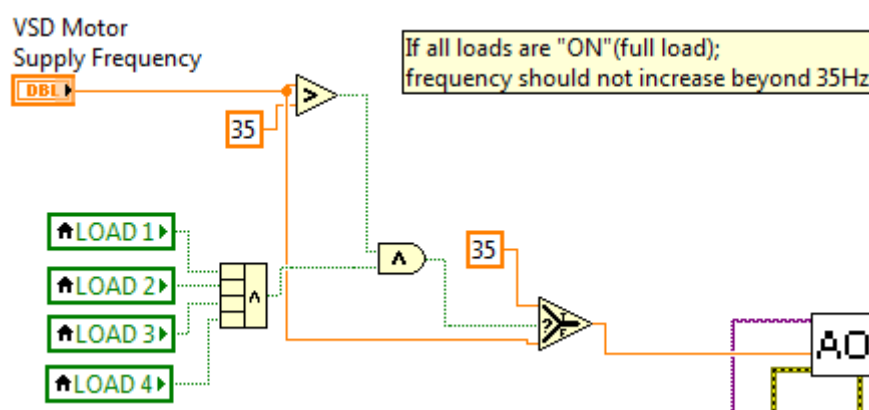 VSD Motor
Supply Frequency
DBL
If all loads are "ON"(full load);
frequency should not increase beyond 35Hz
>
35
LOAD 1
LOAD 2
LOAD 3
LOAD 4
∧
∧
35
?
T
F
AO